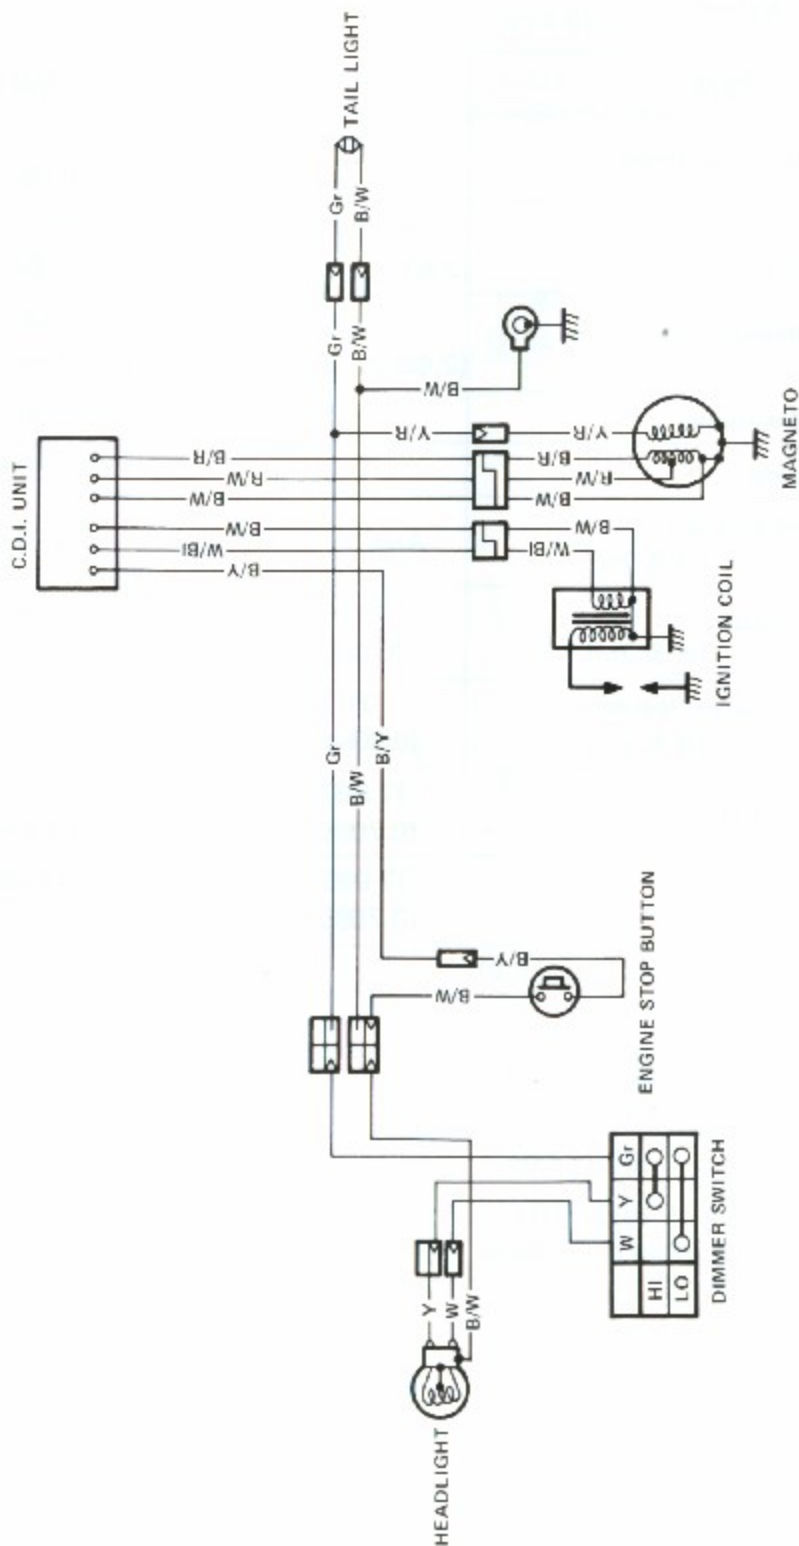 TAIL LIGHT
Gr
B/W
Gr
B/W
B/W
C.D.I. UNIT
B/R
R/W
B/W
B/W
W/Bl
B/Y
Y/R
Y/R
B/R
R/W
B/W
B/W
W/Bl
MAGNETO
IGNITION COIL
Gr
B/W
B/Y
B/Y
B/W
ENGINE STOP BUTTON
Gr
Y
W
HI
LO
DIMMER SWITCH
Y
W
B/W
HEADLIGHT